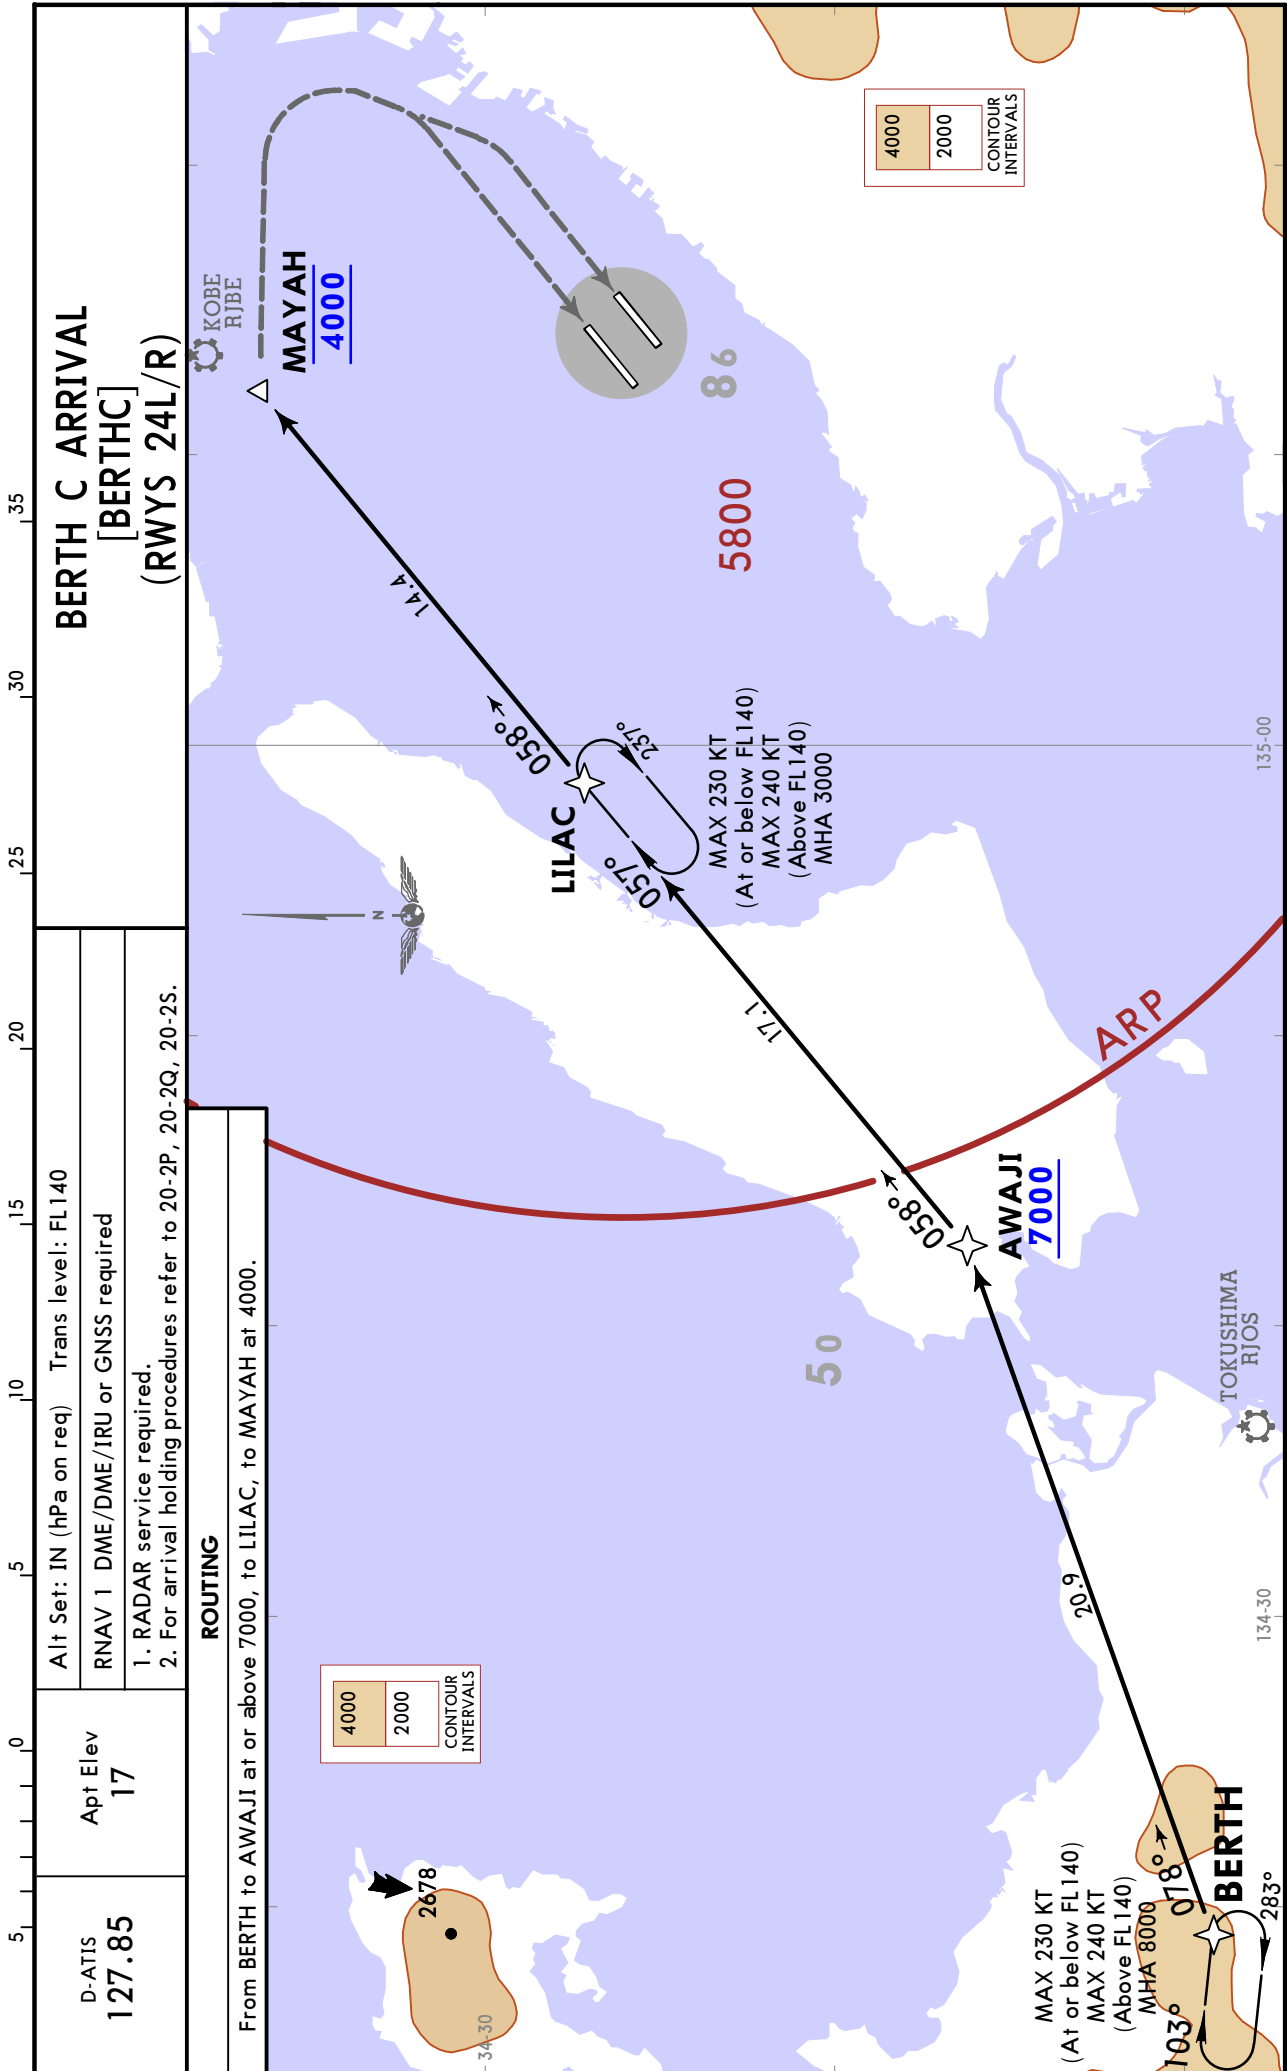 D-ATIS
127.85
Apt Elev
17
Alt Set: IN (hPa on req) Trans level: FL140
RNAV 1 DME/DME/IRU or GNSS required
1. RADAR service required.
2. For arrival holding procedures refer to 20-2P, 20-2Q, 20-2S.
BERTH C ARRIVAL
[BERTHC]
(RWYS 24L/R)
5 0 5 10 15 20 25 30 35
ROUTING
From BERTH to AWAJI at or above 7000, to LILAC, to MAYAH at 4000.
KOBE
RJBE
MAYAH
4000
14.4
058°
LILAC
057°
237°
MAX 230 KT
(At or below FL140)
MAX 240 KT
(Above FL140)
MHA 3000
N
4000
2000
CONTOUR
INTERVALS
4000
2000
CONTOUR
INTERVALS
86
5800
17.1
058°
AWAJI
7000
ARP
50
TOKUSHIMA
RJOS
20.9
2678
34-30
134-30
135-00
MAX 230 KT
(At or below FL140)
MAX 240 KT
(Above FL140)
MHA 8000
103°
078°
BERTH
283°